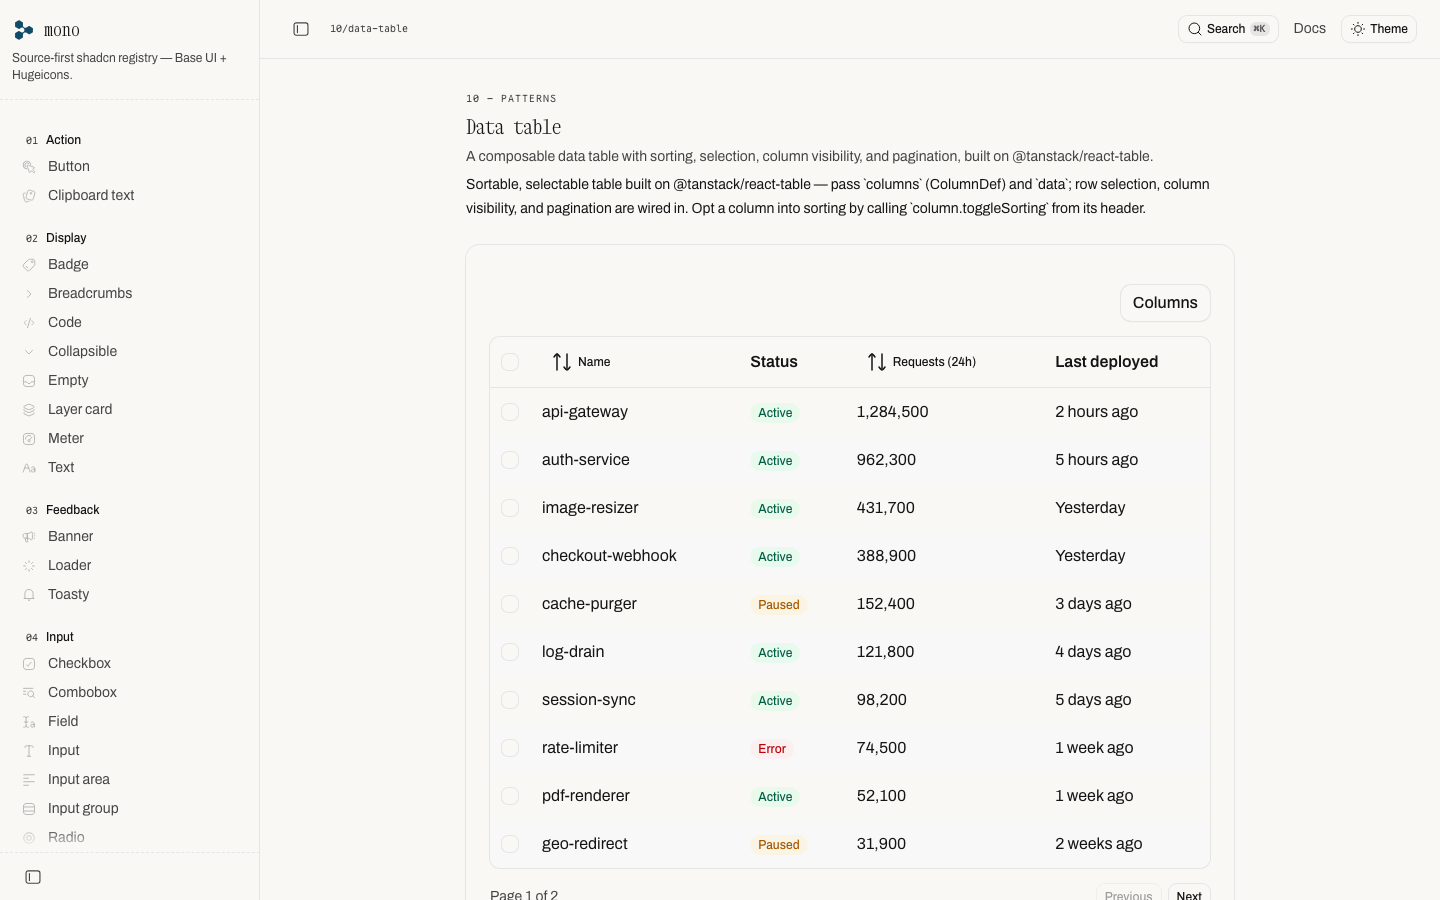 mono
Source-first shadcn registry — Base UI +
Hugeicons.
01 Action
Button
Clipboard text
02 Display
Badge
Breadcrumbs
Code
Collapsible
Empty
Layer card
Meter
Text
03 Feedback
Banner
Loader
Toasty
04 Input
Checkbox
Combobox
Field
Input
Input area
Input group
Radio
10/data-table
Search ⌘K
Docs
Theme
10 — PATTERNS
Data table
A composable data table with sorting, selection, column visibility, and pagination, built on @tanstack/react-table.
Sortable, selectable table built on @tanstack/react-table — pass `columns` (ColumnDef) and `data`; row selection, column
visibility, and pagination are wired in. Opt a column into sorting by calling `column.toggleSorting` from its header.
Columns
Name Status Requests (24h) Last deployed
api-gateway Active 1,284,500 2 hours ago
auth-service Active 962,300 5 hours ago
image-resizer Active 431,700 Yesterday
checkout-webhook Active 388,900 Yesterday
cache-purger Paused 152,400 3 days ago
log-drain Active 121,800 4 days ago
session-sync Active 98,200 5 days ago
rate-limiter Error 74,500 1 week ago
pdf-renderer Active 52,100 1 week ago
geo-redirect Paused 31,900 2 weeks ago
Page 1 of 2 Previous Next